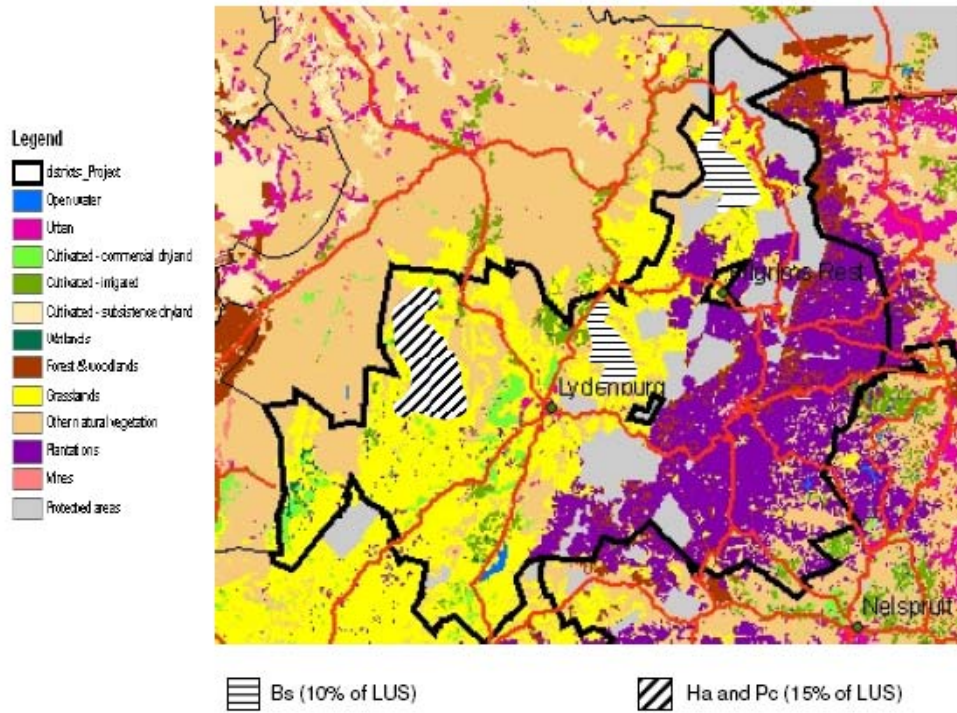 Legend
districts_Project
Open water
Urban
Cultivated - commercial dryland
Cultivated - irrigated
Cultivated - subsistence dryland
Wetlands
Forest & woodlands
Grasslands
Other natural vegetation
Plantations
Mines
Protected areas
Pilgrim's Rest
Lydenburg
Nelspruit
Bs (10% of LUS)
Ha and Pc (15% of LUS)